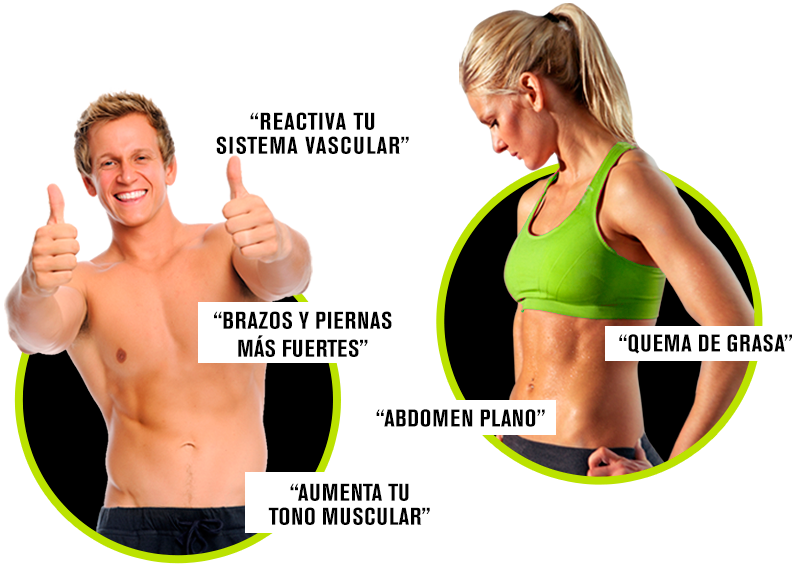 “REACTIVA TU
SISTEMA VASCULAR”
“BRAZOS Y PIERNAS
MÁS FUERTES”
“QUEMA DE GRASA”
“ABDOMEN PLANO”
“AUMENTA TU
TONO MUSCULAR”